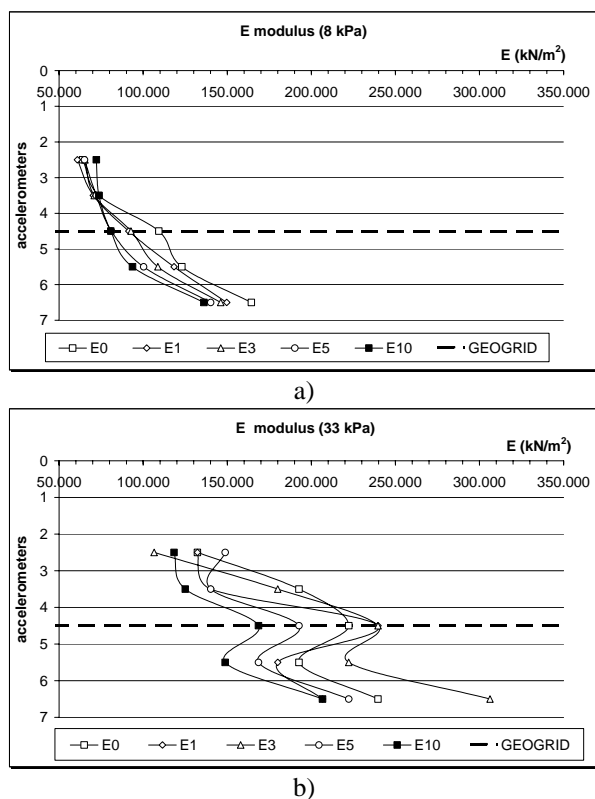 E modulus (8 kPa)
E (kN/m²)
0
50.000 100.000 150.000 200.000 250.000 300.000 350.000
1
2
3
4
5
6
7
accelerometers
E0 E1 E3 E5 E10 GEOGRID
a)
E modulus (33 kPa)
E (kN/m²)
0
50.000 100.000 150.000 200.000 250.000 300.000 350.000
1
2
3
4
5
6
7
accelerometers
E0 E1 E3 E5 E10 GEOGRID
b)